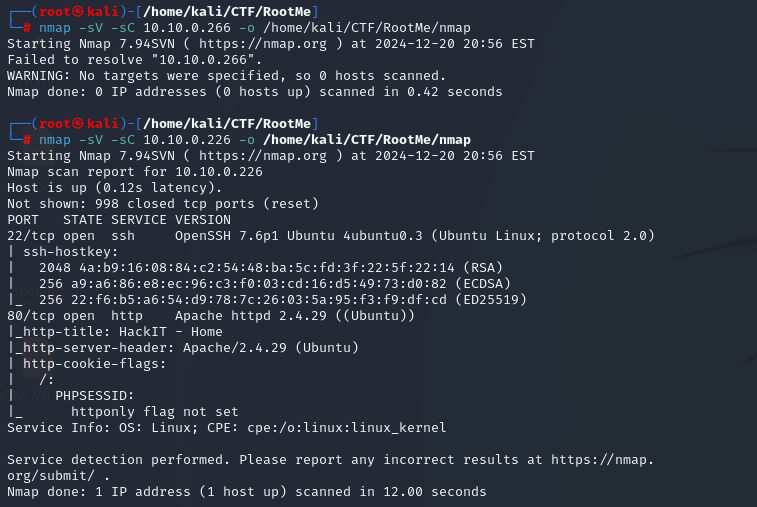 ┌──(root㉿kali)-[/home/kali/CTF/RootMe]
└─# nmap -sV -sC 10.10.0.266 -o /home/kali/CTF/RootMe/nmap
Starting Nmap 7.94SVN ( https://nmap.org ) at 2024-12-20 20:56 EST
Failed to resolve "10.10.0.266".
WARNING: No targets were specified, so 0 hosts scanned.
Nmap done: 0 IP addresses (0 hosts up) scanned in 0.42 seconds

┌──(root㉿kali)-[/home/kali/CTF/RootMe]
└─# nmap -sV -sC 10.10.0.226 -o /home/kali/CTF/RootMe/nmap
Starting Nmap 7.94SVN ( https://nmap.org ) at 2024-12-20 20:56 EST
Nmap scan report for 10.10.0.226
Host is up (0.12s latency).
Not shown: 998 closed tcp ports (reset)
PORT   STATE SERVICE VERSION
22/tcp open  ssh     OpenSSH 7.6p1 Ubuntu 4ubuntu0.3 (Ubuntu Linux; protocol 2.0)
| ssh-hostkey:
|   2048 4a:b9:16:08:84:c2:54:48:ba:5c:fd:3f:22:5f:22:14 (RSA)
|   256 a9:a6:86:e8:ec:96:c3:f0:03:cd:16:d5:49:73:d0:82 (ECDSA)
|_  256 22:f6:b5:a6:54:d9:78:7c:26:03:5a:95:f3:f9:df:cd (ED25519)
80/tcp open  http    Apache httpd 2.4.29 ((Ubuntu))
|_http-title: HackIT - Home
|_http-server-header: Apache/2.4.29 (Ubuntu)
| http-cookie-flags:
|   /:
|     PHPSESSID:
|_      httponly flag not set
Service Info: OS: Linux; CPE: cpe:/o:linux:linux_kernel

Service detection performed. Please report any incorrect results at https://nmap.
org/submit/ .
Nmap done: 1 IP address (1 host up) scanned in 12.00 seconds